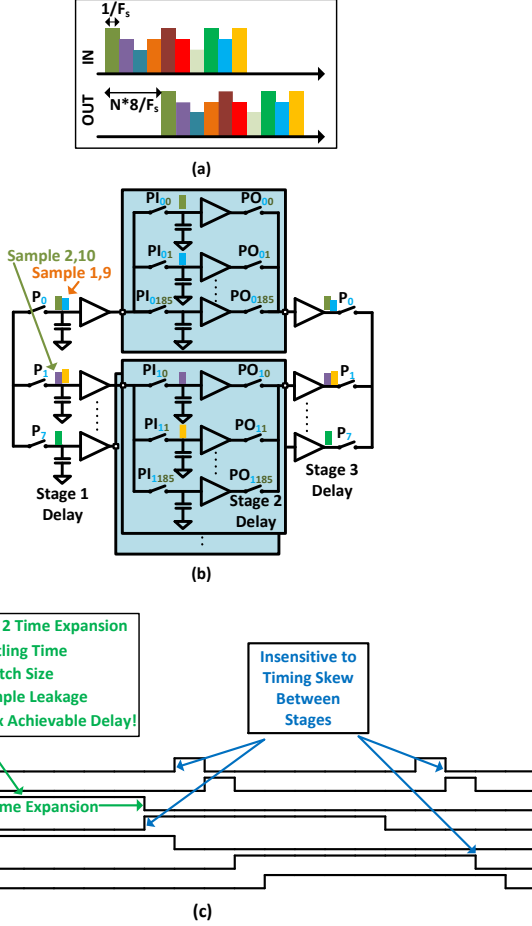 1/Fs
IN
OUT
N*8/Fs
(a)
PI00
PO00
PI01
PO01
PI0185
PO0185
Sample 2,10
Sample 1,9
P0
P0
P1
PI10
PO10
P1
PI11
PO11
P7
P7
PI1185
PO1185
Stage 1
Delay
Stage 2
Delay
Stage 3
Delay
(b)
2 Time Expansion
tling Time
tch Size
ple Leakage
x Achievable Delay!
Insensitive to
Timing Skew
Between
Stages
ime Expansion
(c)